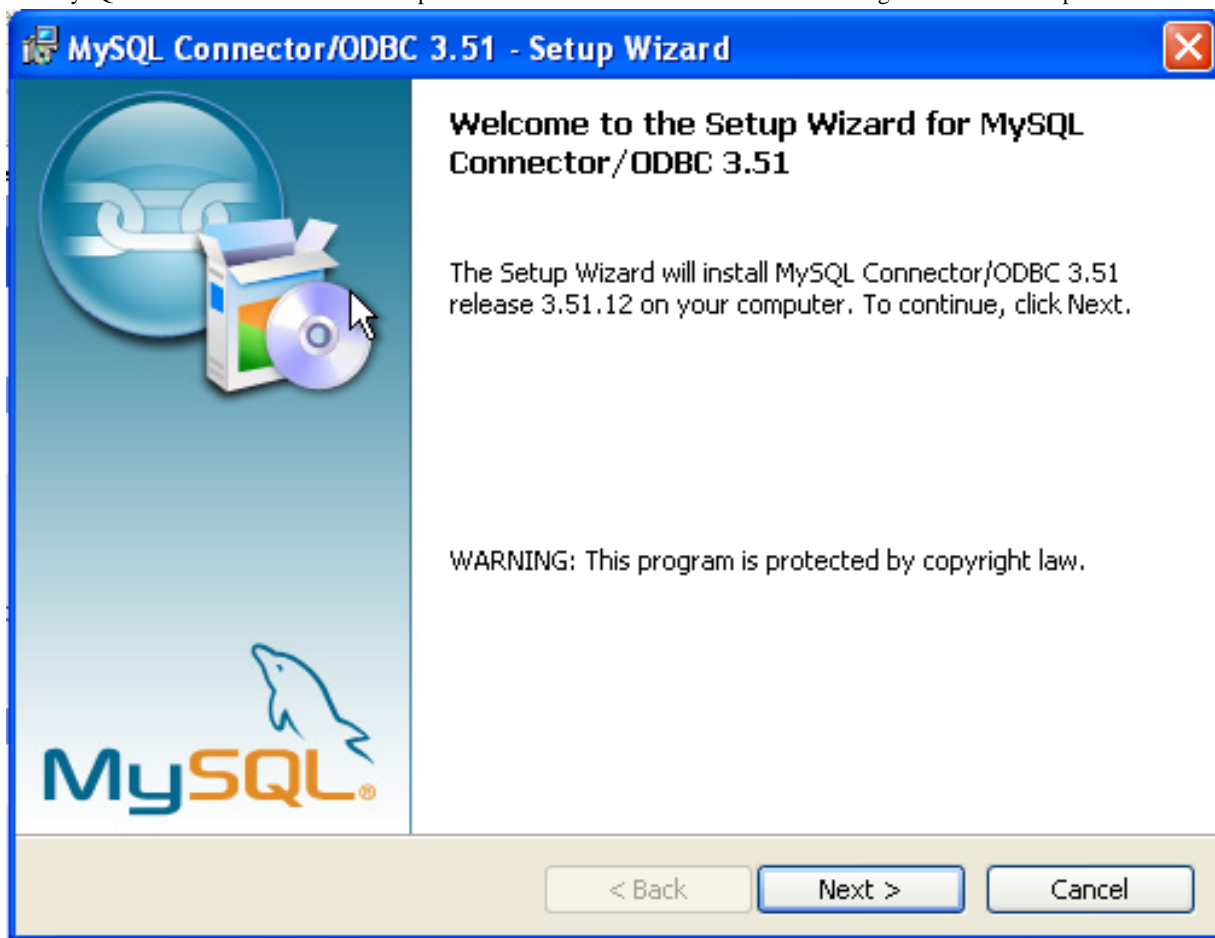 MySQL Connector/ODBC 3.51 - Setup Wizard
Welcome to the Setup Wizard for MySQL
Connector/ODBC 3.51
The Setup Wizard will install MySQL Connector/ODBC 3.51
release 3.51.12 on your computer. To continue, click Next.
WARNING: This program is protected by copyright law.
MySQL®
< Back
Next >
Cancel